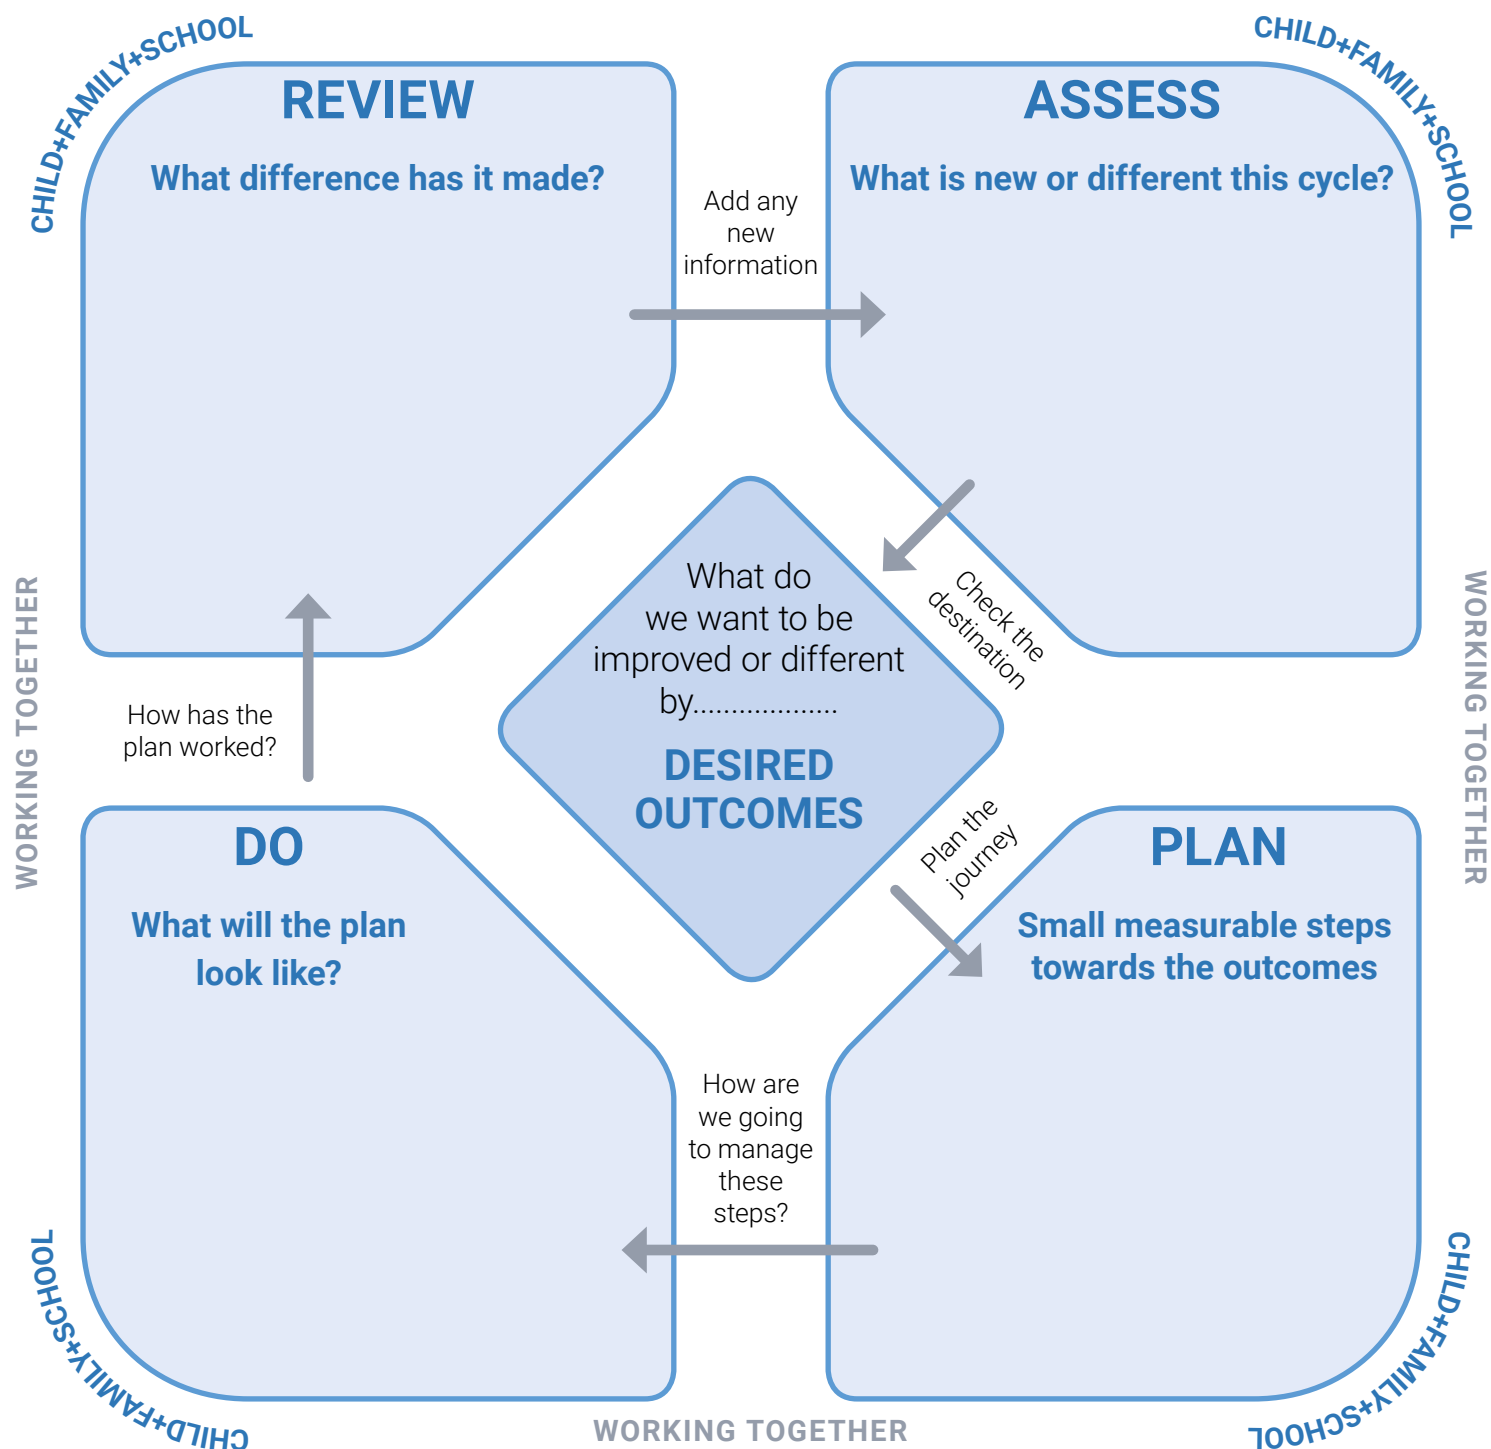 CHILD+FAMILY+SCHOOL
CHILD+FAMILY+SCHOOL
REVIEW
What difference has it made?
Add any
new
information
ASSESS
What is new or different this cycle?
Check the
destination
What do
we want to be
improved or different
by...................
DESIRED
OUTCOMES
WORKING TOGETHER
WORKING TOGETHER
How has the
plan worked?
Plan the
journey
PLAN
Small measurable steps
towards the outcomes
DO
What will the plan
look like?
How are
we going
to manage
these
steps?
CHILD+FAMILY+SCHOOL
CHILD+FAMILY+SCHOOL
WORKING TOGETHER